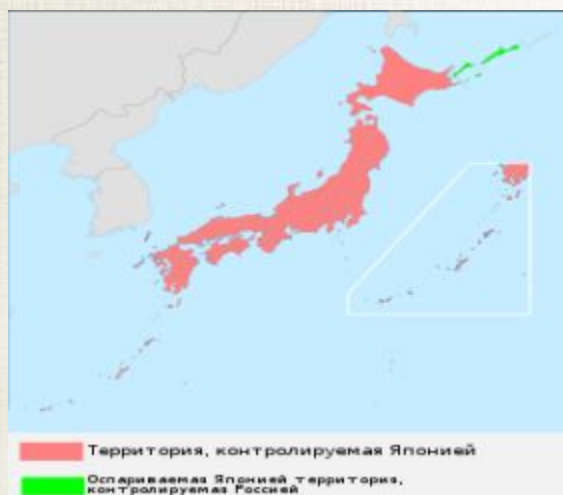 Территория, контролируемая Японией
Оспариваемая Японией территория,
контролируемая Россией